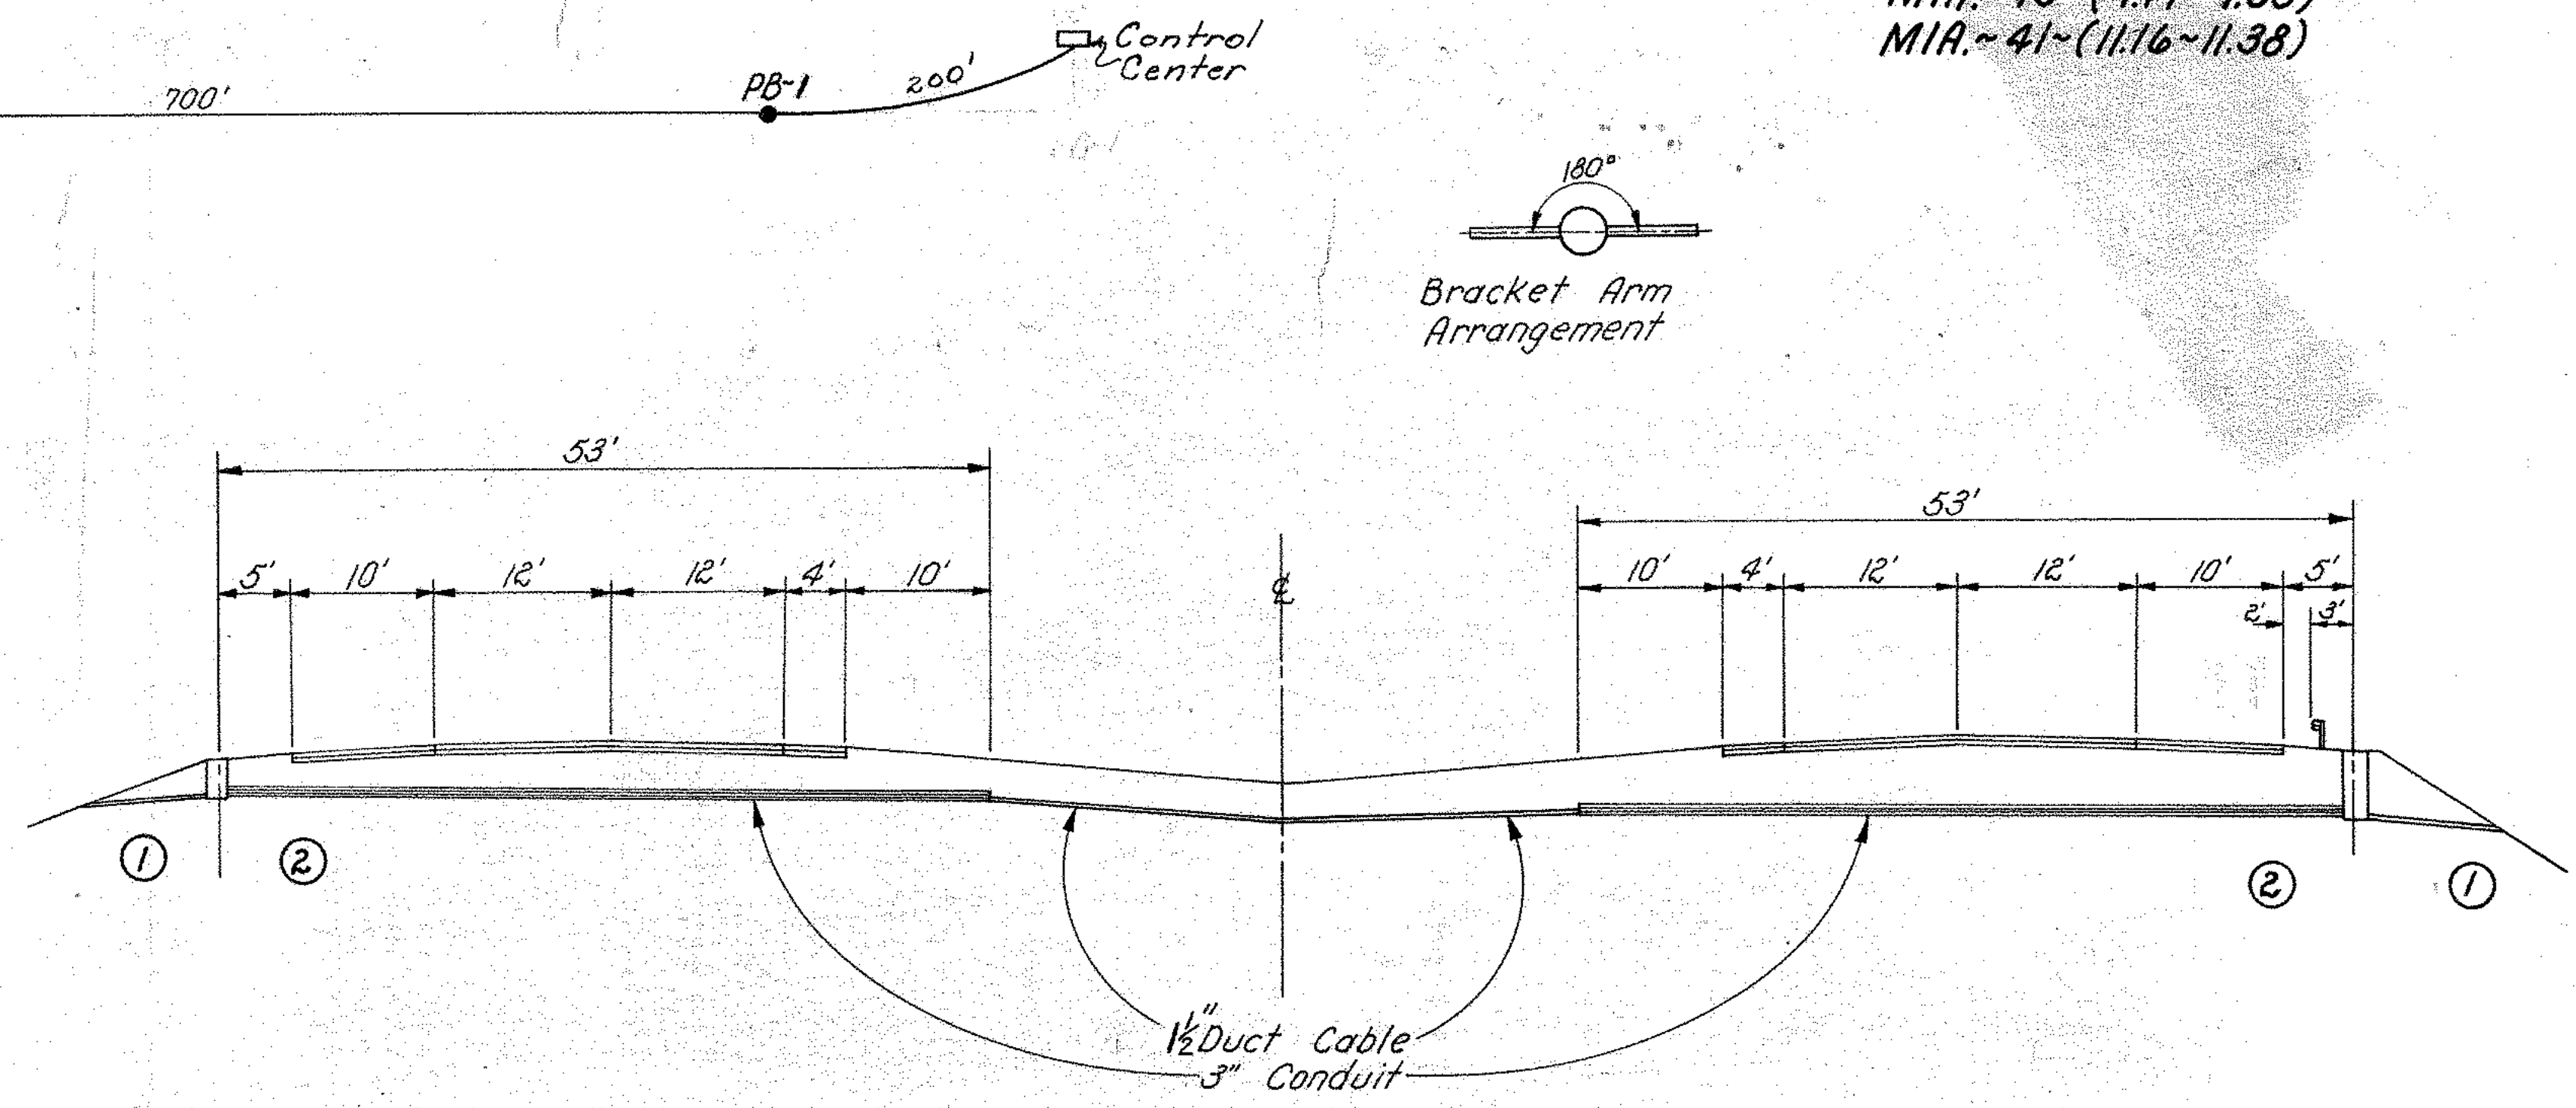 MIA.~41~(11.16~11.38)
Control
Center
200'
PB~1
700'
180°
Bracket Arm
Arrangement
53'
53'
5' 10' 12' 12' 4' 10'
℄
10' 4' 12' 12' 10' 5'
2' 3'
1 2
2 1
1½" Duct Cable
3" Conduit